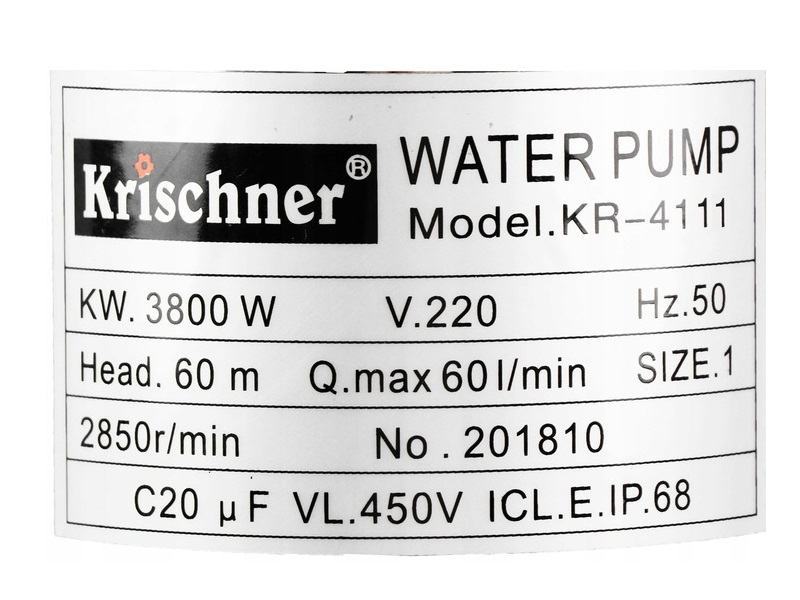 Krischner®
WATER PUMP
Model.KR-4111
KW. 3800 W V.220 Hz.50
Head. 60 m Q.max 60 l/min SIZE.1
2850r/min No . 201810
C20 µF VL.450V ICL.E.IP.68